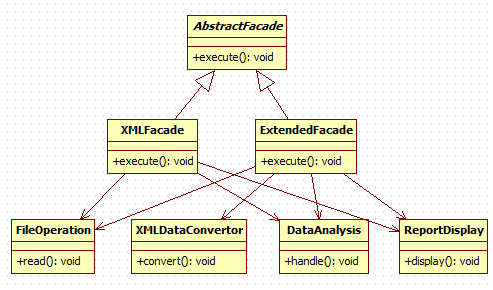 AbstractFacade
+execute(): void
XMLFacade
ExtendedFacade
+execute(): void
+execute(): void
FileOperation
XMLDataConvertor
DataAnalysis
ReportDisplay
+read(): void
+convert(): void
+handle(): void
+display(): void